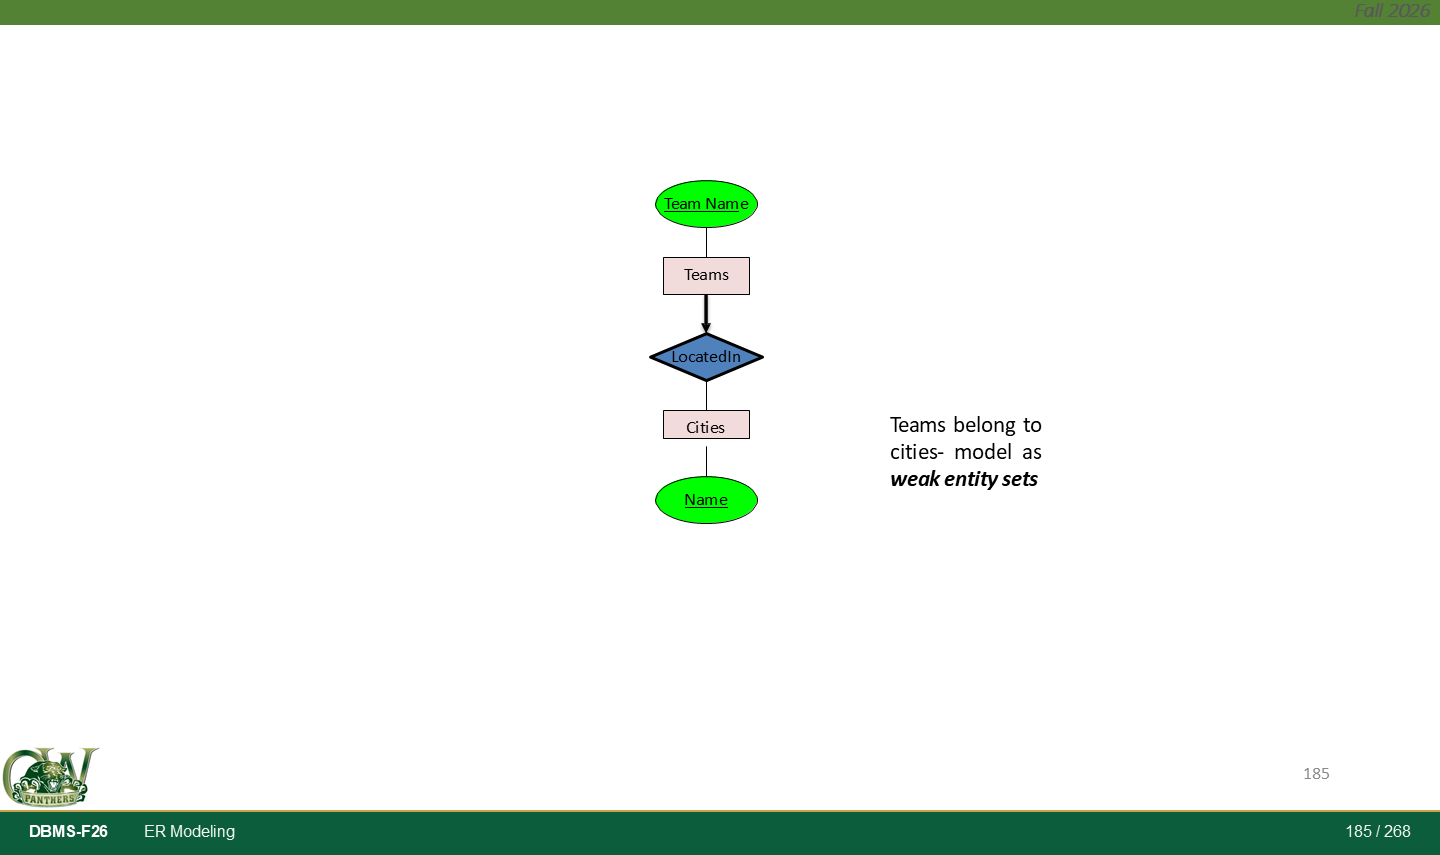 Fall 2026
Team Name
Teams
LocatedIn
Cities
Name
Teams belong to
cities- model as
weak entity sets
185
PANTHERS
DBMS-F26 ER Modeling 185 / 268